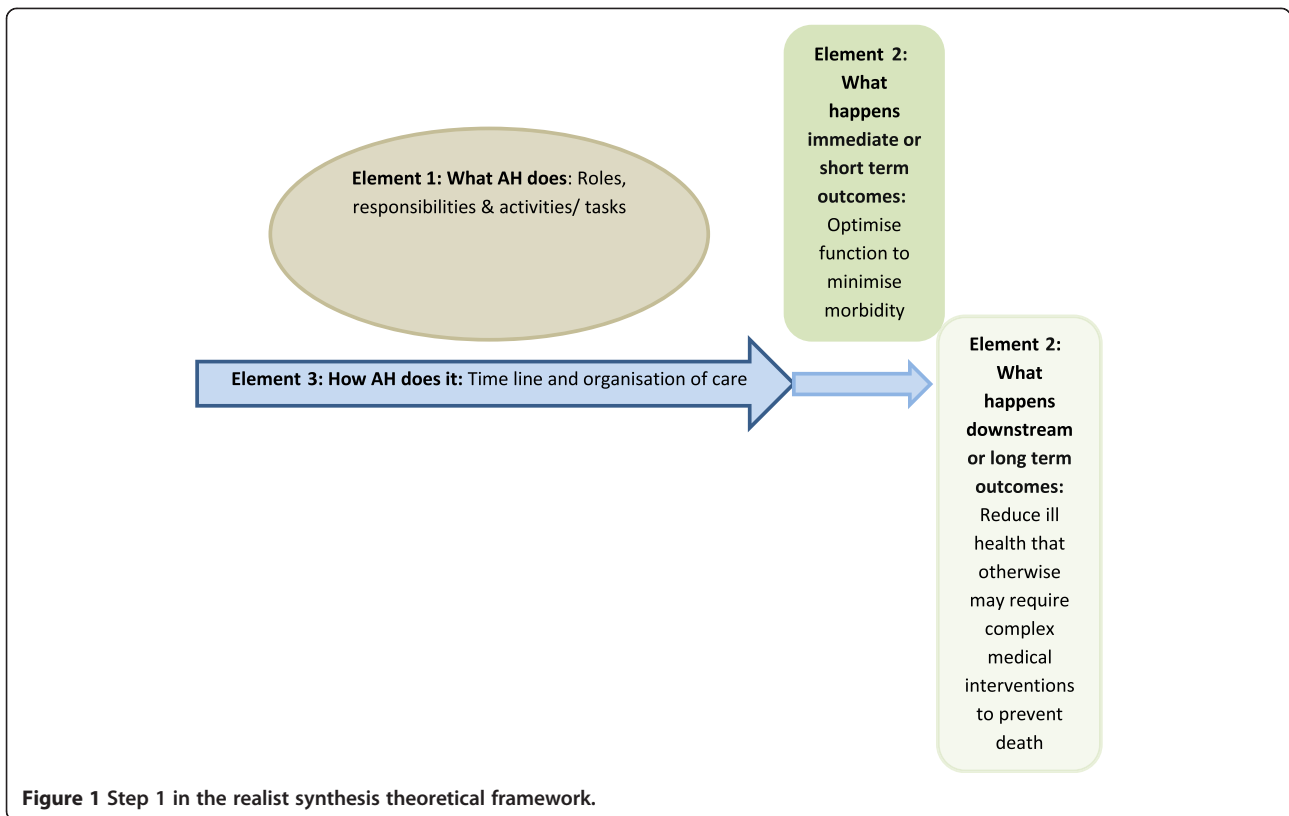 Element 1: What AH does: Roles,
responsibilities & activities/ tasks
Element 2:
What
happens
immediate or
short term
outcomes:
Optimise
function to
minimise
morbidity
Element 3: How AH does it: Time line and organisation of care
Element 2:
What
happens
downstream
or long term
outcomes:
Reduce ill
health that
otherwise
may require
complex
medical
interventions
to prevent
death
Figure 1 Step 1 in the realist synthesis theoretical framework.